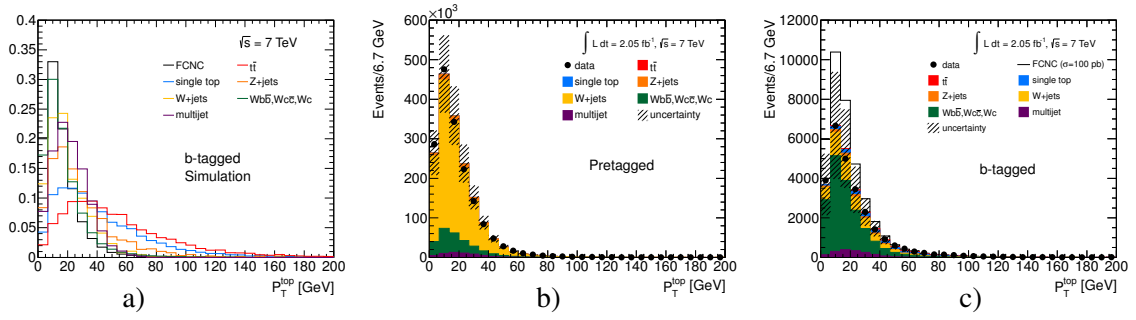 0.4
0.35
0.3
0.25
0.2
0.15
0.1
0.05
0
√s = 7 TeV
FCNC
tt̄
single top
Z+jets
W+jets
Wbb̄,Wcc̄,Wc
multijet
b-tagged
Simulation
0 20 40 60 80 100 120 140 160 180 200
P_T^top [GeV]
a)
×10³
Events/6.7 GeV
600
500
400
300
200
100
0
∫ L dt = 2.05 fb⁻¹, √s = 7 TeV
data
tt̄
single top
Z+jets
W+jets
Wbb̄,Wcc̄,Wc
multijet
uncertainty
Pretagged
0 20 40 60 80 100 120 140 160 180 200
P_T^top [GeV]
b)
Events/6.7 GeV
12000
10000
8000
6000
4000
2000
0
∫ L dt = 2.05 fb⁻¹, √s = 7 TeV
data
FCNC (σ=100 pb)
tt̄
single top
Z+jets
W+jets
Wbb̄,Wcc̄,Wc
multijet
uncertainty
b-tagged
0 20 40 60 80 100 120 140 160 180 200
P_T^top [GeV]
c)